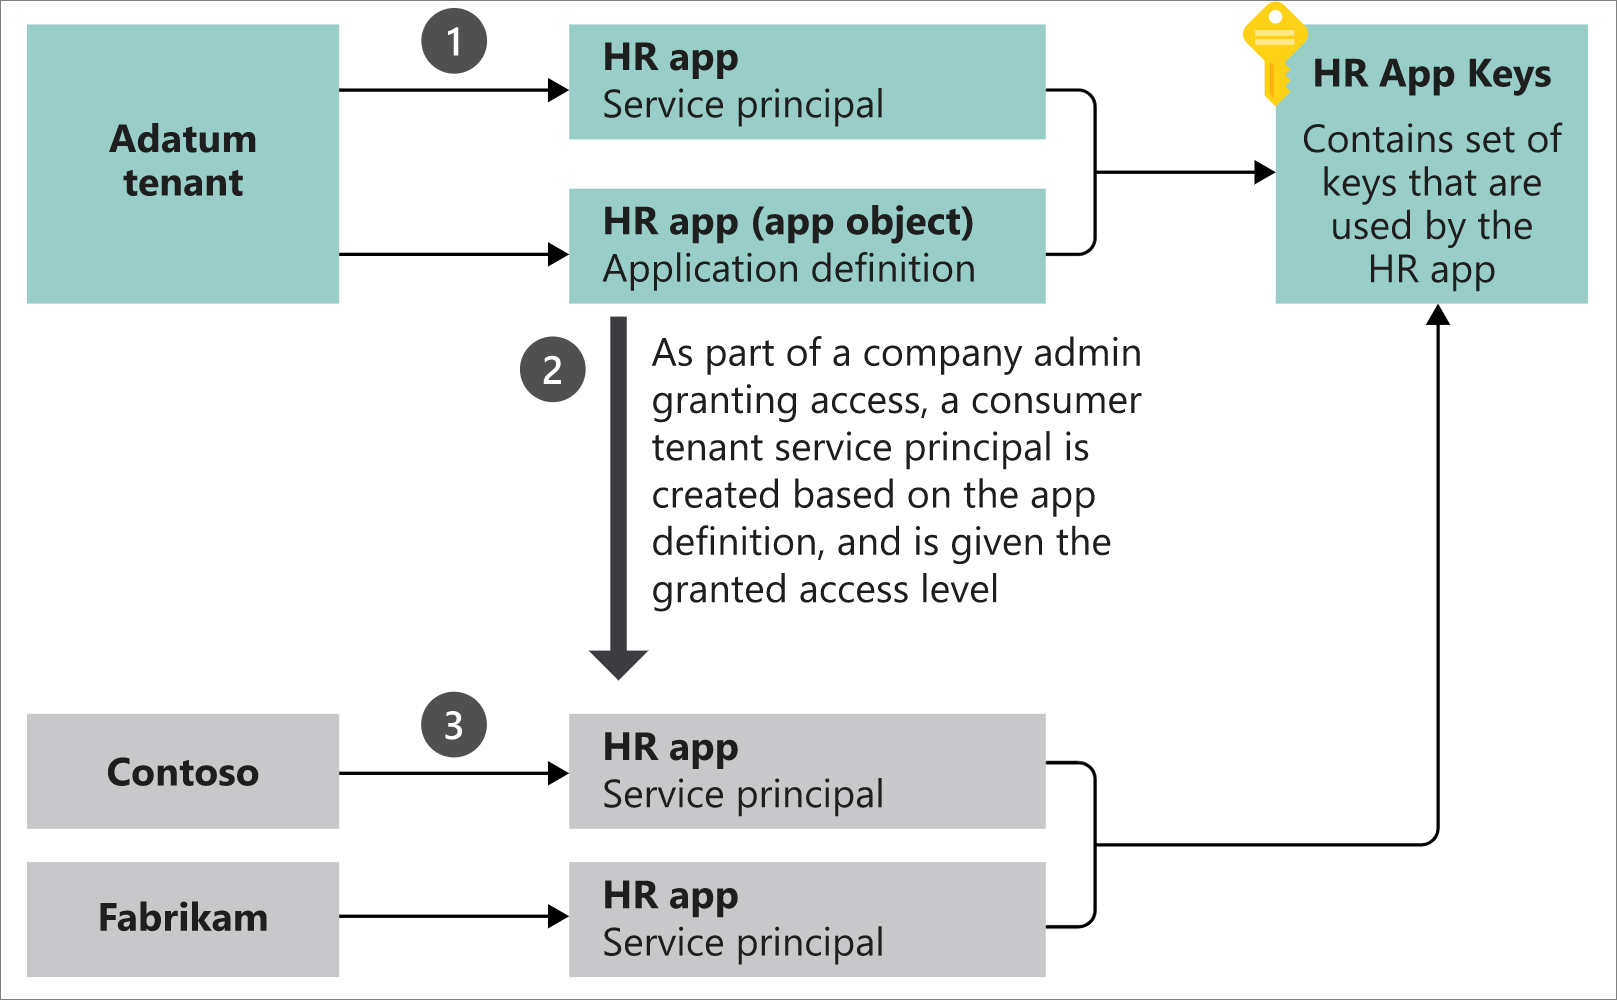 1
HR app
Service principal
HR App Keys
Contains set of
keys that are
used by the
HR app
Adatum
tenant
HR app (app object)
Application definition
2
As part of a company admin
granting access, a consumer
tenant service principal is
created based on the app
definition, and is given the
granted access level
3
Contoso
HR app
Service principal
Fabrikam
HR app
Service principal